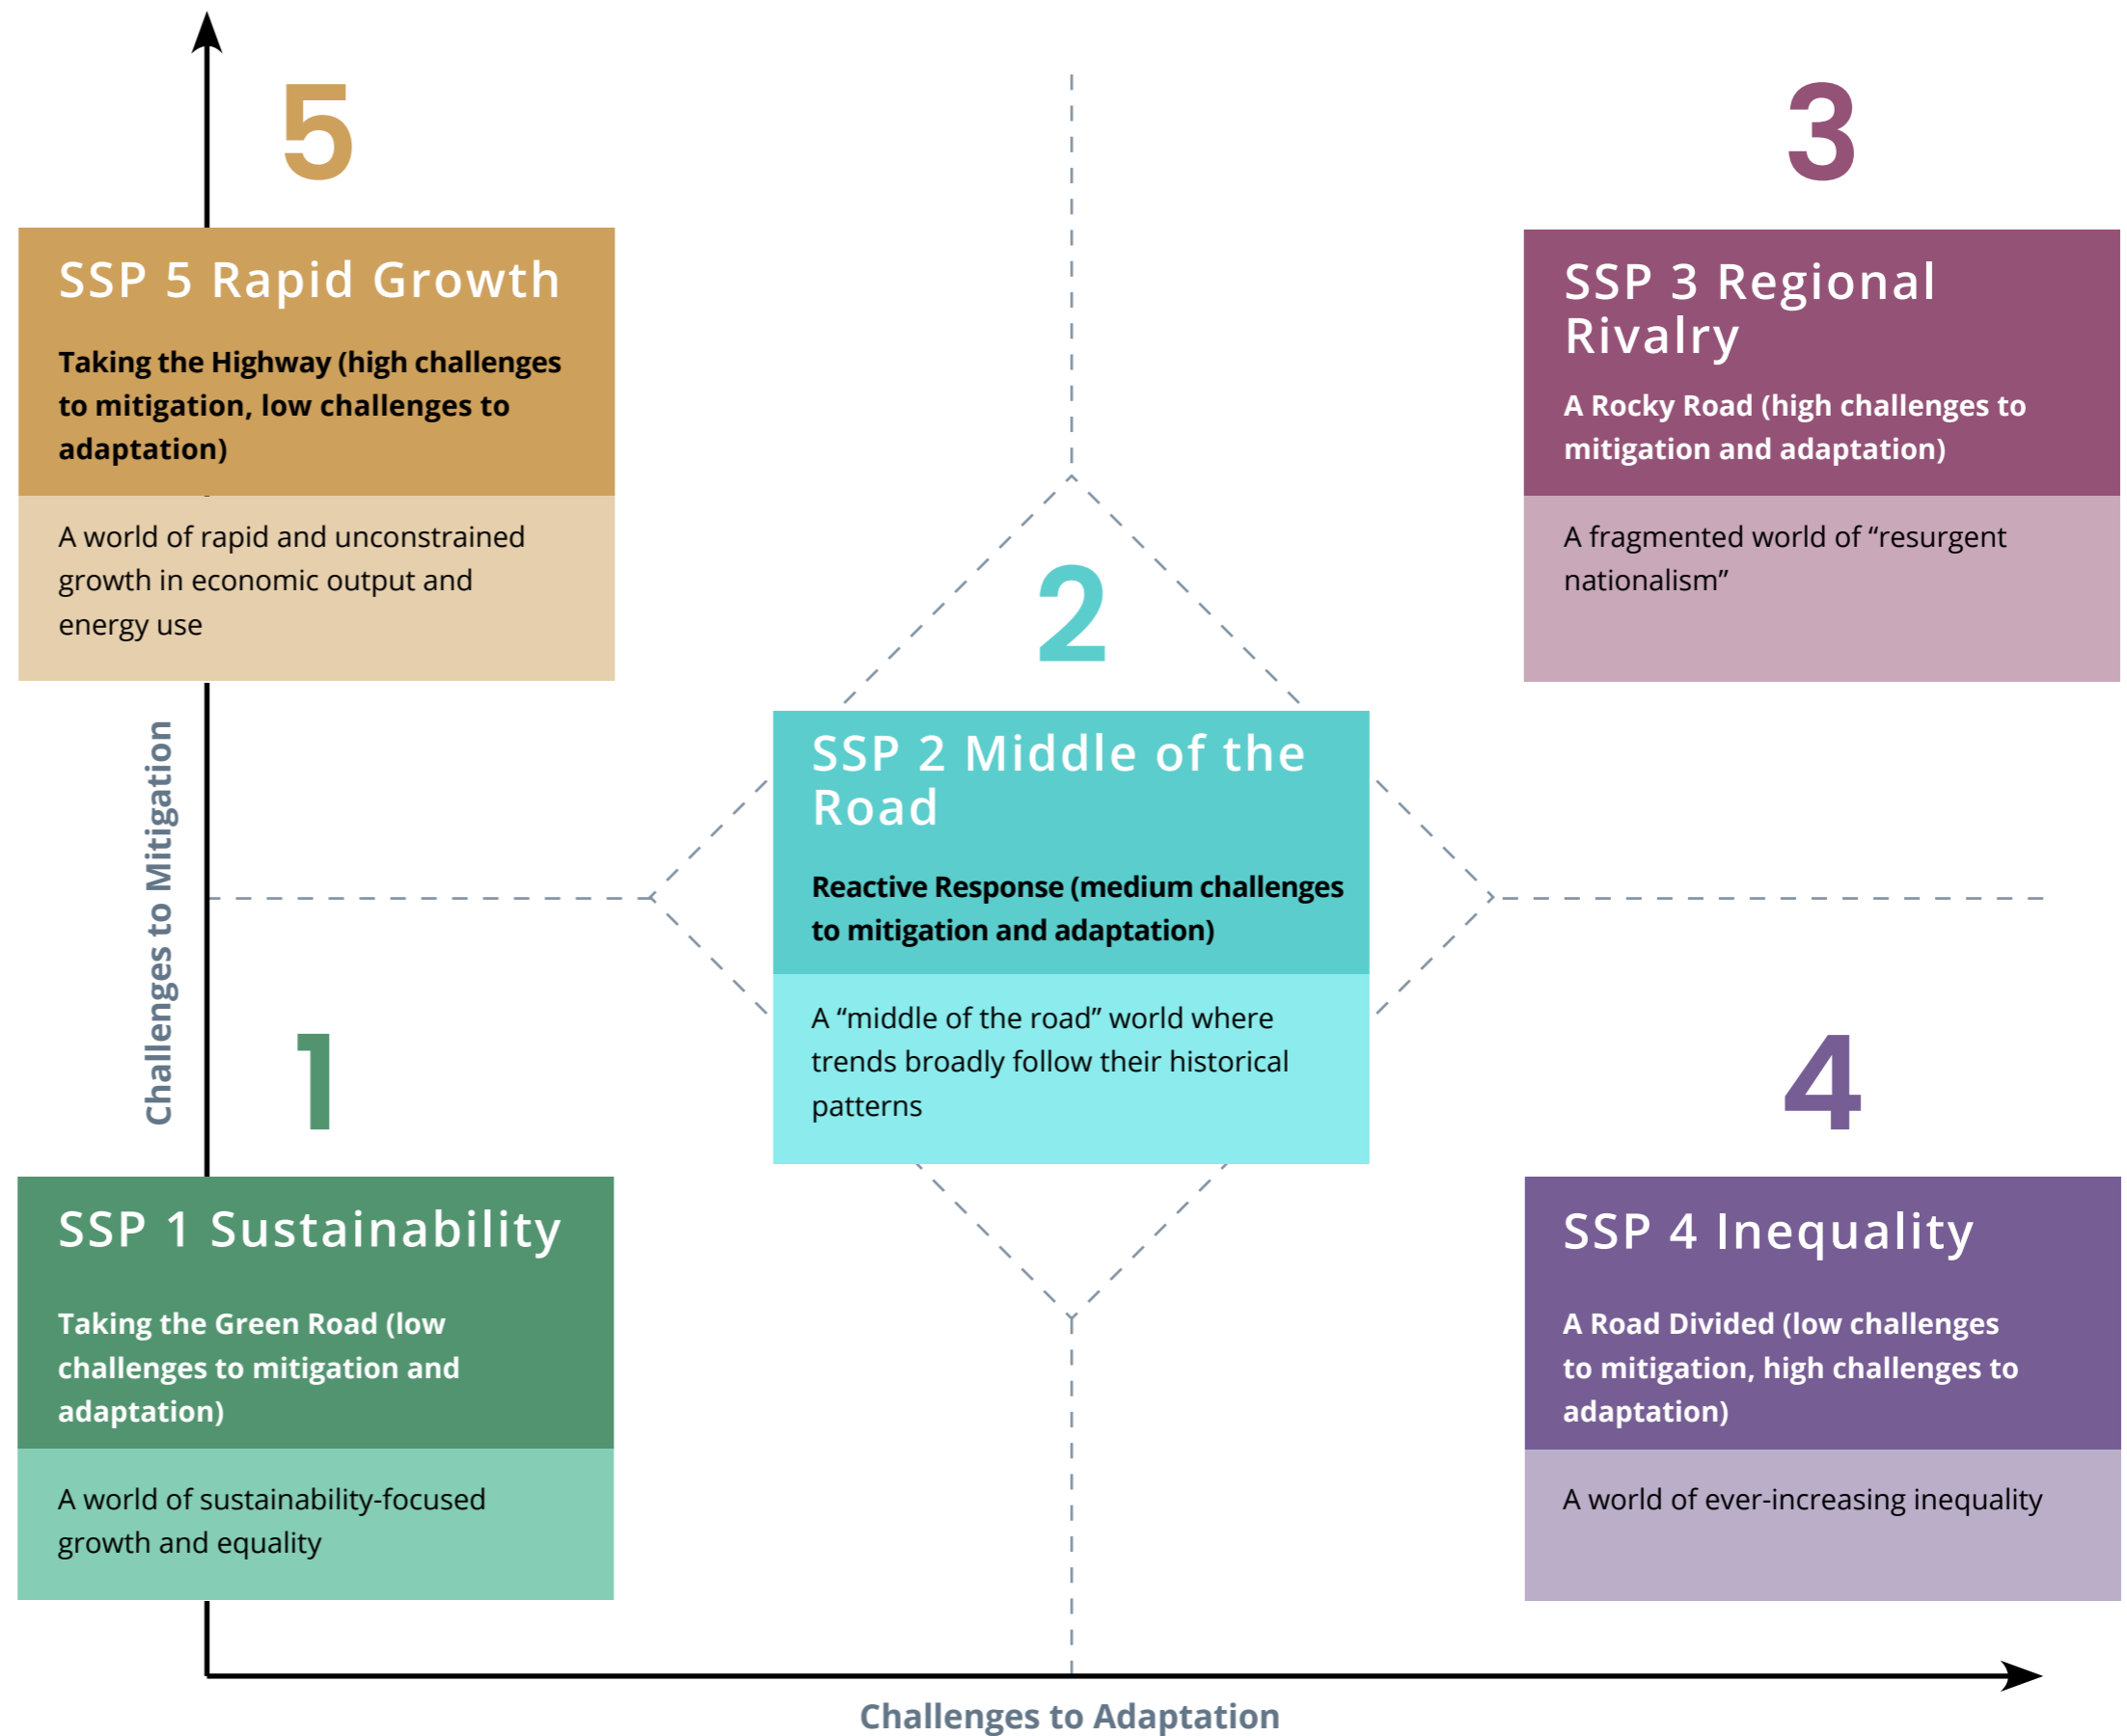 5
SSP 5 Rapid Growth
Taking the Highway (high challenges
to mitigation, low challenges to
adaptation)
A world of rapid and unconstrained
growth in economic output and
energy use
3
SSP 3 Regional
Rivalry
A Rocky Road (high challenges to
mitigation and adaptation)
A fragmented world of “resurgent
nationalism”
2
SSP 2 Middle of the
Road
Reactive Response (medium challenges
to mitigation and adaptation)
A “middle of the road” world where
trends broadly follow their historical
patterns
Challenges to Mitigation
1
SSP 1 Sustainability
Taking the Green Road (low
challenges to mitigation and
adaptation)
A world of sustainability-focused
growth and equality
4
SSP 4 Inequality
A Road Divided (low challenges
to mitigation, high challenges to
adaptation)
A world of ever-increasing inequality
Challenges to Adaptation